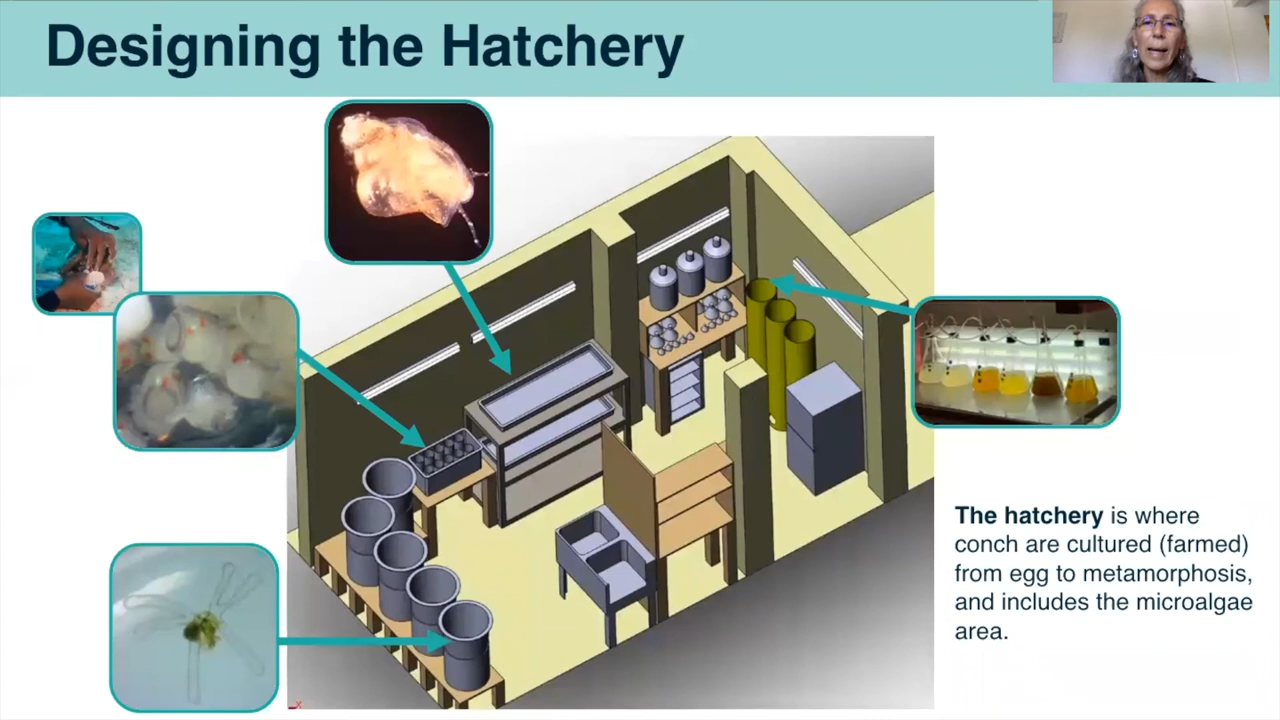 Designing the Hatchery
The hatchery is where
conch are cultured (farmed)
from egg to metamorphosis,
and includes the microalgae
area.